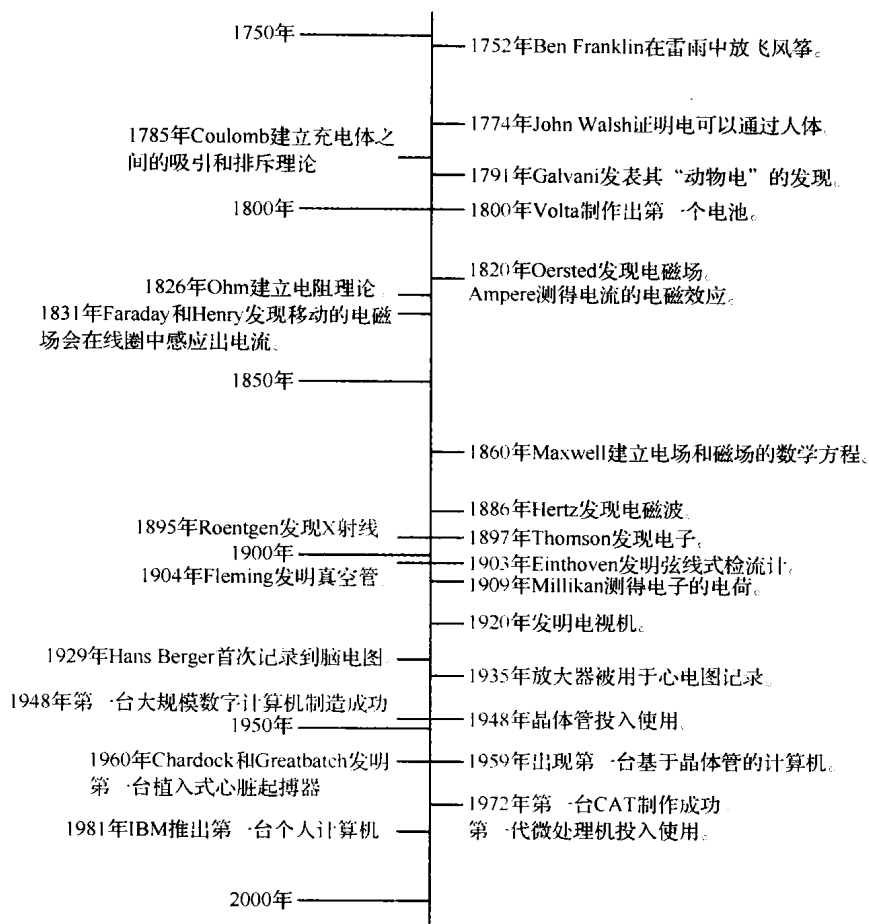 1750年
1752年Ben Franklin在雷雨中放飞风筝。
1774年John Walsh证明电可以通过人体。
1785年Coulomb建立充电体之
间的吸引和排斥理论
1791年Galvani发表其“动物电”的发现。
1800年
1800年Volta制作出第一个电池。
1820年Oersted发现电磁场。
Ampere测得电流的电磁效应。
1826年Ohm建立电阻理论
1831年Faraday和Henry发现移动的电磁
场会在线圈中感应出电流
1850年
1860年Maxwell建立电场和磁场的数学方程。
1886年Hertz发现电磁波。
1895年Roentgen发现X射线
1897年Thomson发现电子。
1900年
1903年Einthoven发明弦线式检流计。
1904年Fleming发明真空管
1909年Millikan测得电子的电荷。
1920年发明电视机。
1929年Hans Berger首次记录到脑电图
1935年放大器被用于心电图记录。
1948年第一台大规模数字计算机制造成功
1948年晶体管投入使用。
1950年
1960年Chardock和Greatbatch发明
第一台植入式心脏起搏器
1959年出现第一台基于晶体管的计算机。
1972年第一台CAT制作成功
第一代微处理机投入使用。
1981年IBM推出第一台个人计算机
2000年